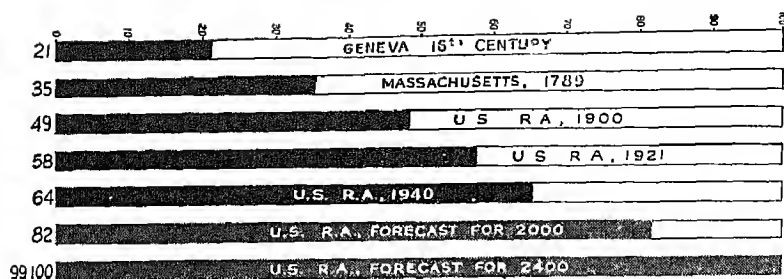 0 10 20 30 40 50 60 70 80 90 100
21 GENEVA 16th CENTURY
35 MASSACHUSETTS, 1789
49 U S R A, 1900
58 U S R A, 1921
64 U.S. R.A., 1940
82 U.S. R.A., FORECAST FOR 2000
99100 U.S. R.A., FORECAST FOR 2400